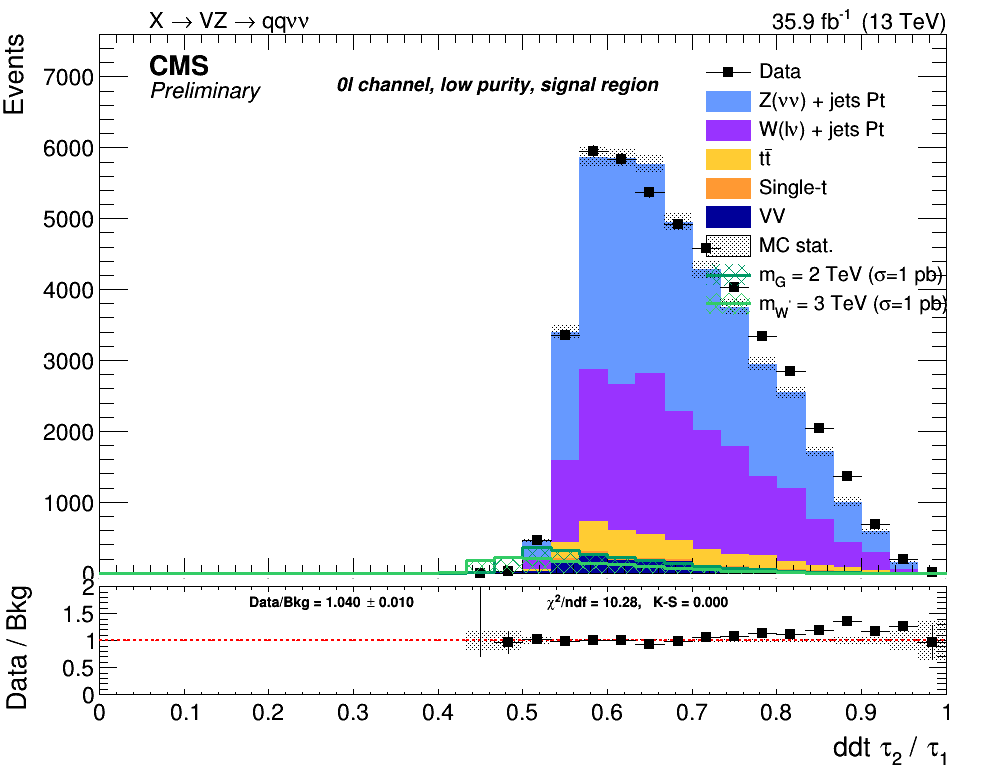 X → VZ → qqνν
35.9 fb⁻¹ (13 TeV)
Events
CMS
Preliminary
0l channel, low purity, signal region
Data
Z(νν) + jets Pt
W(lν) + jets Pt
tt̄
Single-t
VV
MC stat.
m_G = 2 TeV (σ=1 pb)
m_W' = 3 TeV (σ=1 pb)
7000
6000
5000
4000
3000
2000
1000
0
Data / Bkg
Data/Bkg = 1.040 ± 0.010
χ²/ndf = 10.28, K-S = 0.000
2
1.5
1
0.5
0
0 0.1 0.2 0.3 0.4 0.5 0.6 0.7 0.8 0.9 1
ddt τ₂ / τ₁